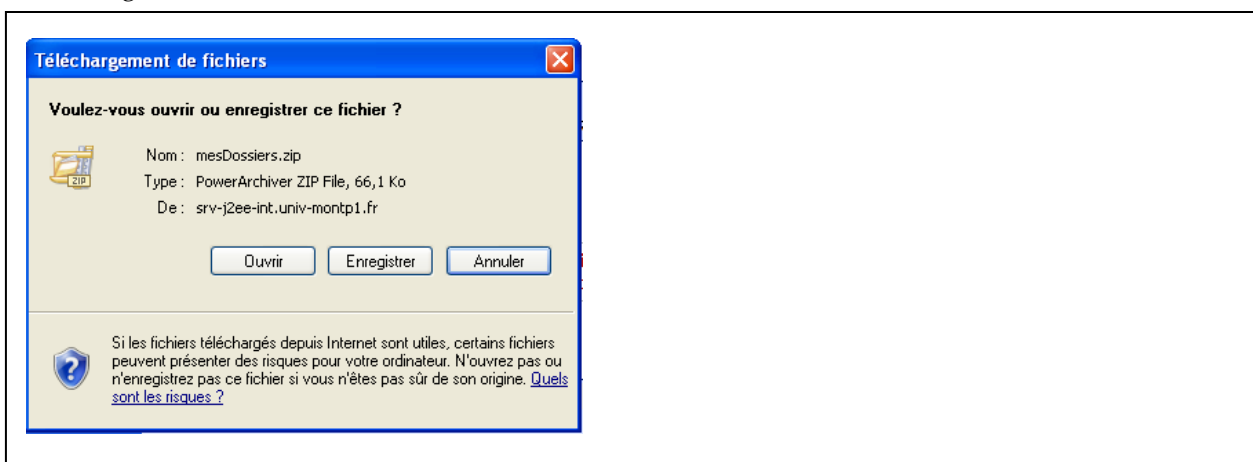 Téléchargement de fichiers
Voulez-vous ouvrir ou enregistrer ce fichier ?
ZIP
Nom : mesDossiers.zip
Type : PowerArchiver ZIP File, 66,1 Ko
De : srv-j2ee-int.univ-montp1.fr
Ouvrir Enregistrer Annuler
Si les fichiers téléchargés depuis Internet sont utiles, certains fichiers
peuvent présenter des risques pour votre ordinateur. N'ouvrez pas ou
n'enregistrez pas ce fichier si vous n'êtes pas sûr de son origine. Quels
sont les risques ?